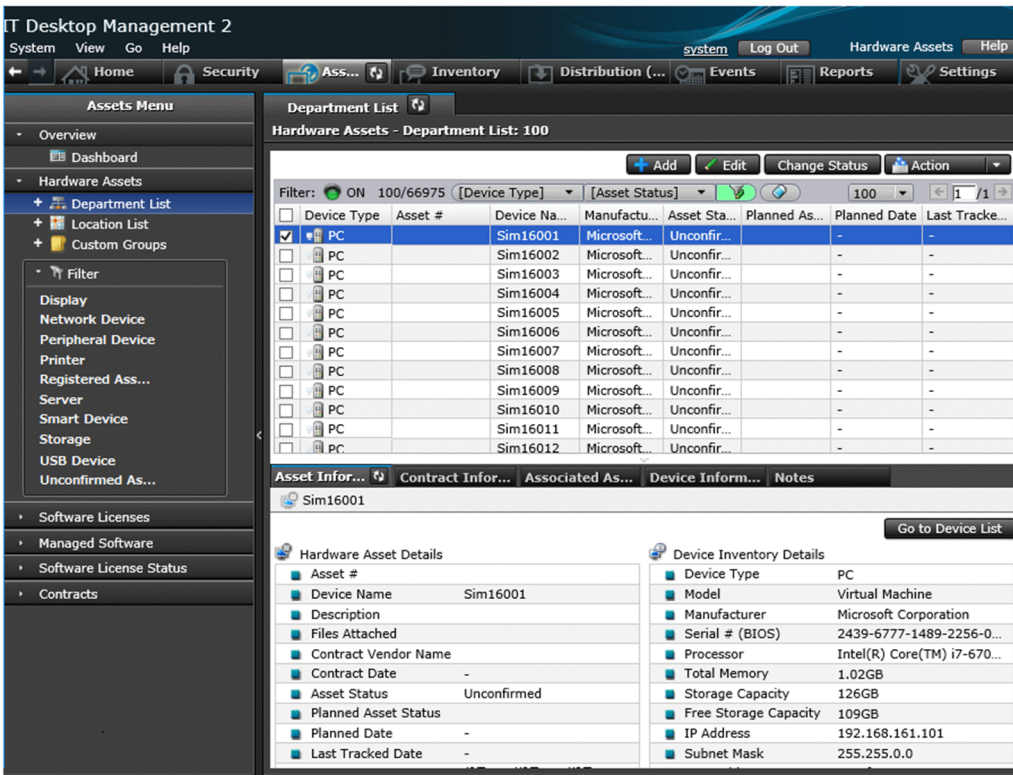 IT Desktop Management 2
System View Go Help
system Log Out Hardware Assets Help
Home Security Ass... Inventory Distribution (... Events Reports Settings
Assets Menu
Overview
Dashboard
Hardware Assets
Department List
Location List
Custom Groups
Filter
Display
Network Device
Peripheral Device
Printer
Registered Ass...
Server
Smart Device
Storage
USB Device
Unconfirmed As...
Software Licenses
Managed Software
Software License Status
Contracts
Department List
Hardware Assets - Department List: 100
Add Edit Change Status Action
Filter: ON 100/66975 [Device Type] [Asset Status] 100 1 /1
Device Type Asset # Device Na... Manufactu... Asset Sta... Planned As... Planned Date Last Tracke...
PC Sim16001 Microsoft... Unconfir... - -
PC Sim16002 Microsoft... Unconfir... - -
PC Sim16003 Microsoft... Unconfir... - -
PC Sim16004 Microsoft... Unconfir... - -
PC Sim16005 Microsoft... Unconfir... - -
PC Sim16006 Microsoft... Unconfir... - -
PC Sim16007 Microsoft... Unconfir... - -
PC Sim16008 Microsoft... Unconfir... - -
PC Sim16009 Microsoft... Unconfir... - -
PC Sim16010 Microsoft... Unconfir... - -
PC Sim16011 Microsoft... Unconfir... - -
PC Sim16012 Microsoft... Unconfir... - -
Asset Infor... Contract Infor... Associated As... Device Inform... Notes
Sim16001
Go to Device List
Hardware Asset Details
Asset #
Device Name Sim16001
Description
Files Attached
Contract Vendor Name
Contract Date -
Asset Status Unconfirmed
Planned Asset Status
Planned Date -
Last Tracked Date -
Device Inventory Details
Device Type PC
Model Virtual Machine
Manufacturer Microsoft Corporation
Serial # (BIOS) 2439-6777-1489-2256-0...
Processor Intel(R) Core(TM) i7-670...
Total Memory 1.02GB
Storage Capacity 126GB
Free Storage Capacity 109GB
IP Address 192.168.161.101
Subnet Mask 255.255.0.0